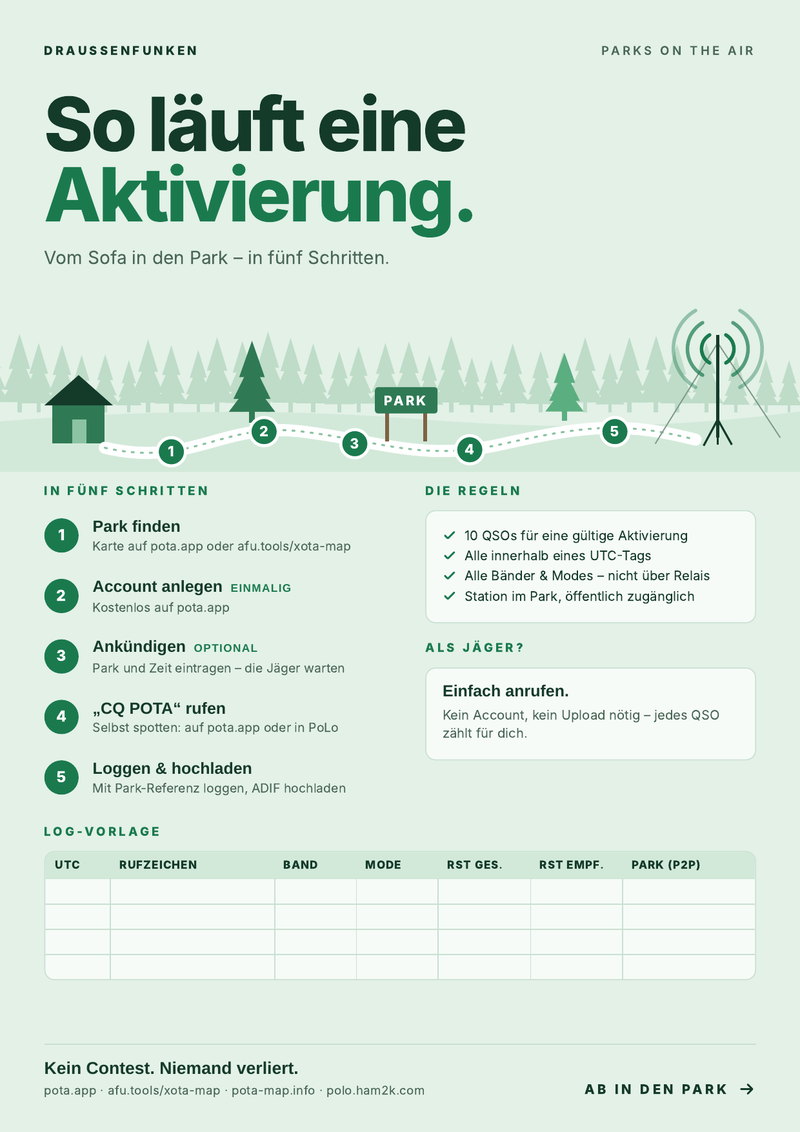 DRAUSSENFUNKEN
PARKS ON THE AIR
So läuft eine
Aktivierung.
Vom Sofa in den Park – in fünf Schritten.
PARK
1
2
3
4
5
IN FÜNF SCHRITTEN
1
Park finden
Karte auf pota.app oder afu.tools/xota-map
2
Account anlegen EINMALIG
Kostenlos auf pota.app
3
Ankündigen OPTIONAL
Park und Zeit eintragen – die Jäger warten
4
„CQ POTA“ rufen
Selbst spotten: auf pota.app oder in PoLo
5
Loggen & hochladen
Mit Park-Referenz loggen, ADIF hochladen
DIE REGELN
10 QSOs für eine gültige Aktivierung
Alle innerhalb eines UTC-Tags
Alle Bänder & Modes – nicht über Relais
Station im Park, öffentlich zugänglich
ALS JÄGER?
Einfach anrufen.
Kein Account, kein Upload nötig – jedes QSO
zählt für dich.
LOG-VORLAGE
UTC RUFZEICHEN BAND MODE RST GES. RST EMPF. PARK (P2P)
Kein Contest. Niemand verliert.
pota.app · afu.tools/xota-map · pota-map.info · polo.ham2k.com
AB IN DEN PARK →